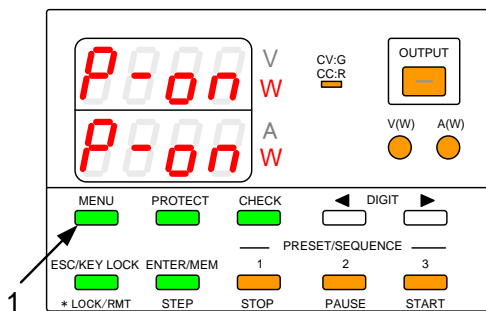 P-on V
W
CV:G
CC:R
OUTPUT
P-on A
W
V(W) A(W)
MENU PROTECT CHECK ◀ DIGIT ▶
PRESET/SEQUENCE
ESC/KEY LOCK ENTER/MEM 1 2 3
1
* LOCK/RMT STEP STOP PAUSE START